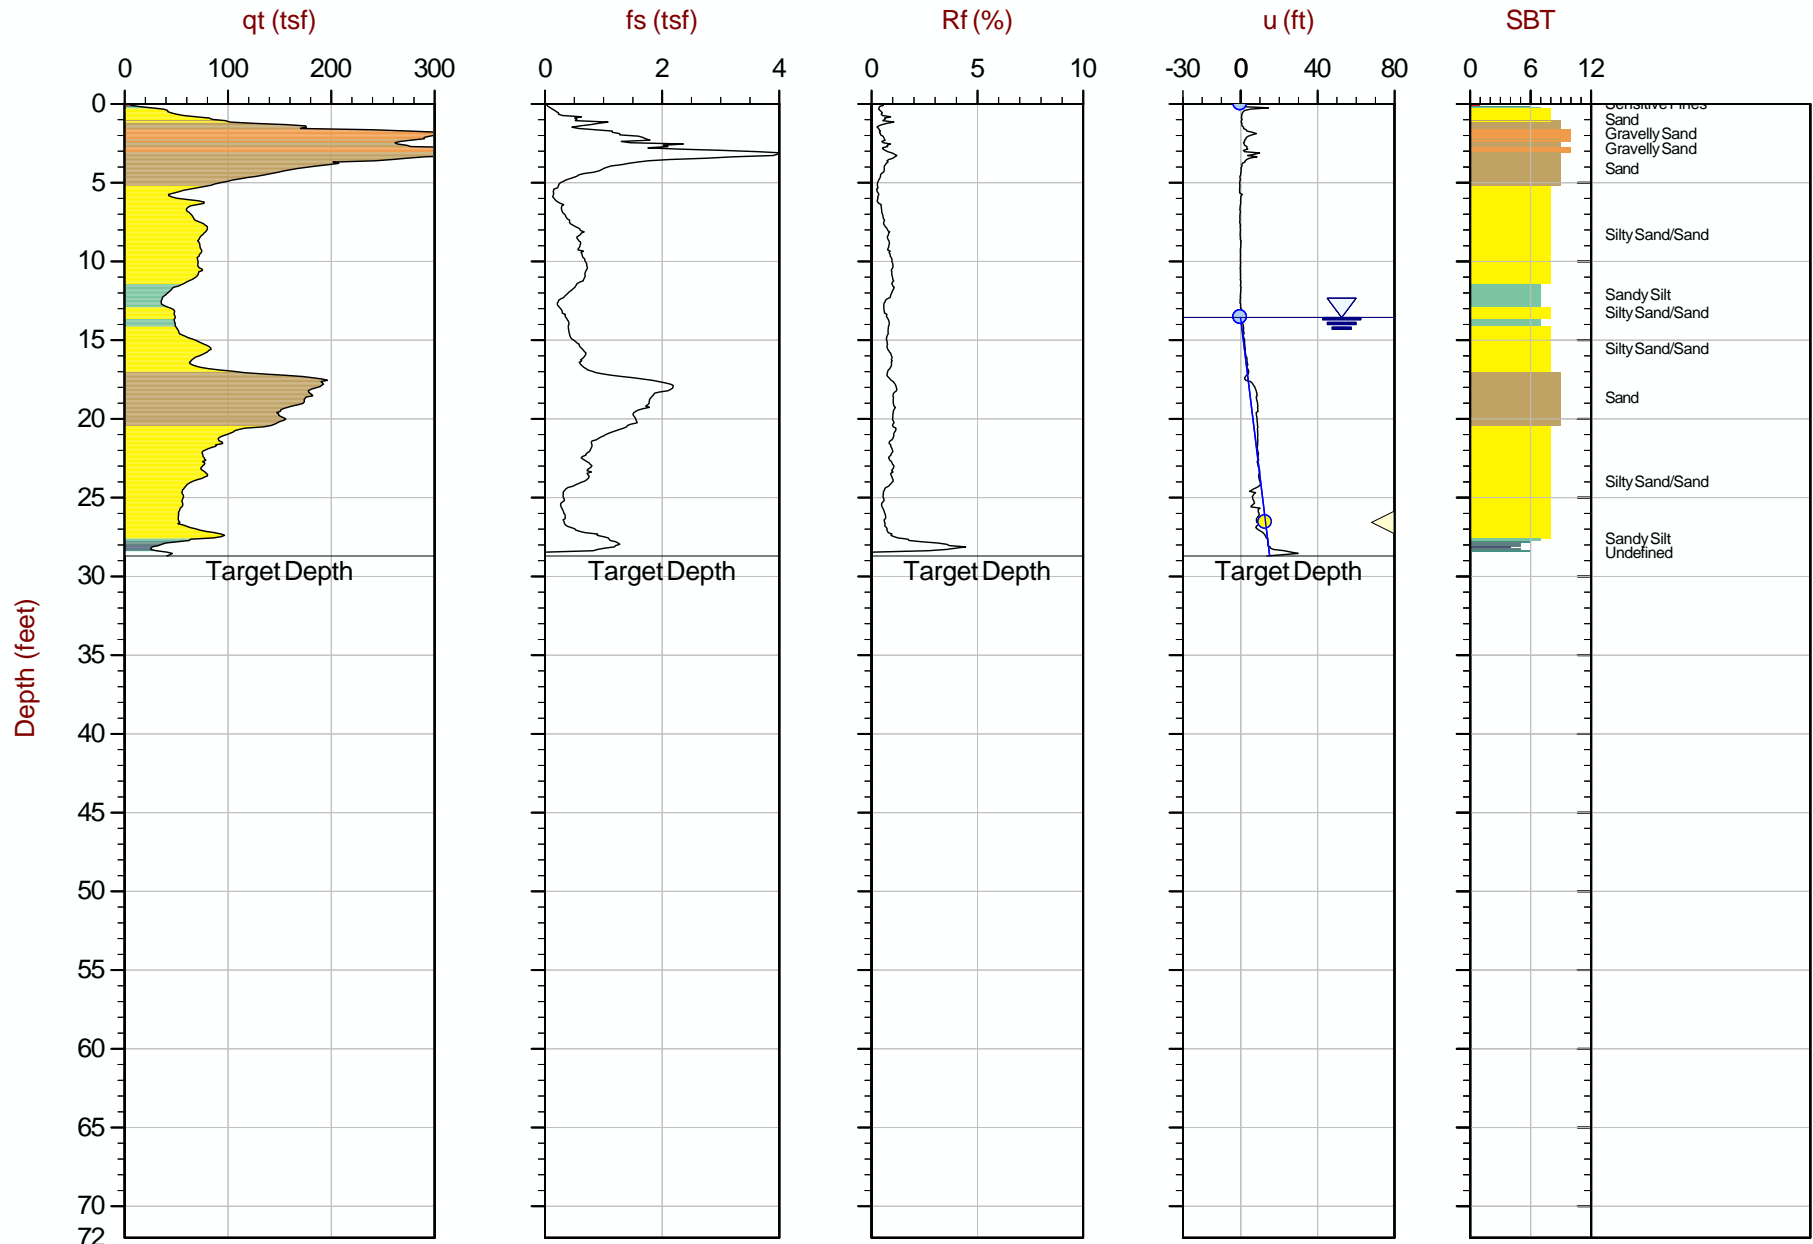 qt (tsf) fs (tsf) Rf (%) u (ft) SBT
0 100 200 300 0 2 4 0 5 10 -30 0 40 80 0 6 12
0
Sensitive Fines
Sand
Gravelly Sand
Gravelly Sand
Sand
5
Silty Sand/Sand
10
Sandy Silt
Silty Sand/Sand
15
Silty Sand/Sand
Sand
20
Silty Sand/Sand
25
Sandy Silt
Undefined
Target Depth Target Depth Target Depth Target Depth
30
35
Depth (feet)
40
45
50
55
60
65
70
72